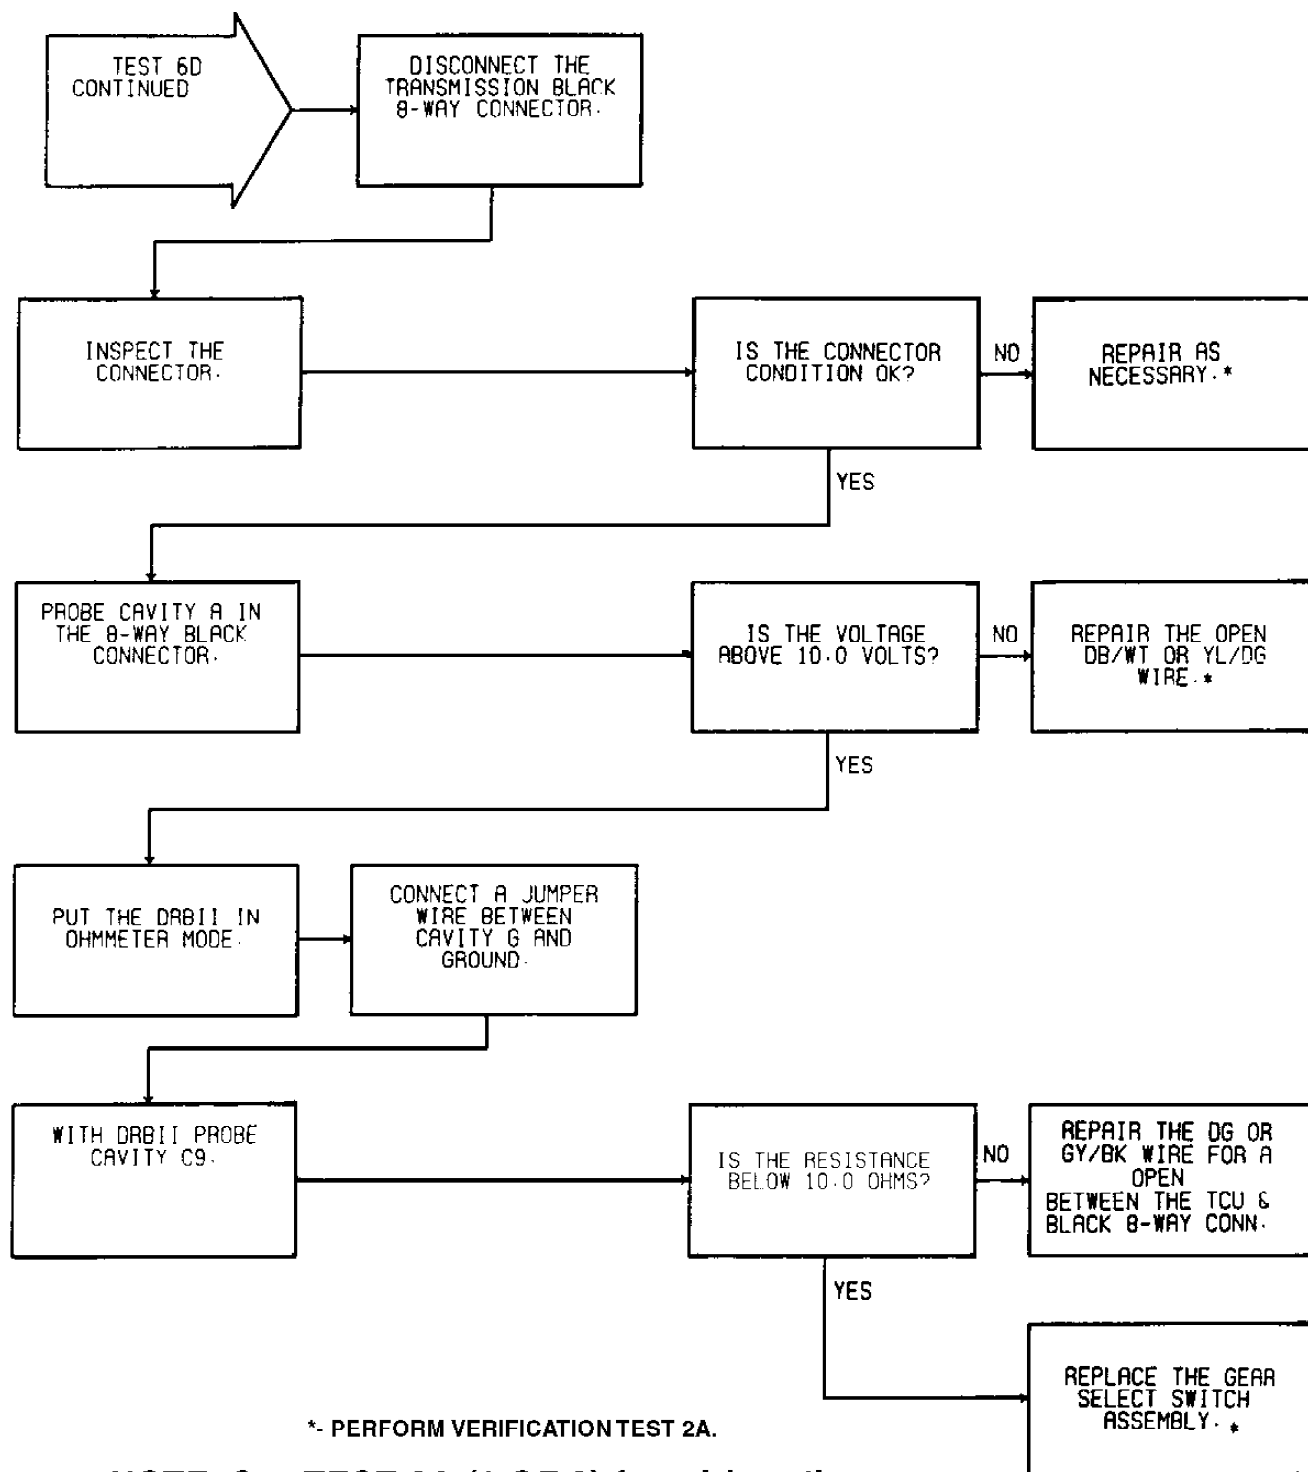 TEST 6D
CONTINUED
DISCONNECT THE
TRANSMISSION BLACK
8-WAY CONNECTOR.
INSPECT THE
CONNECTOR.
IS THE CONNECTOR
CONDITION OK?
NO
REPAIR AS
NECESSARY.*
YES
PROBE CAVITY A IN
THE 8-WAY BLACK
CONNECTOR.
IS THE VOLTAGE
ABOVE 10.0 VOLTS?
NO
REPAIR THE OPEN
DB/WT OR YL/DG
WIRE.*
YES
PUT THE DRBII IN
OHMMETER MODE.
CONNECT A JUMPER
WIRE BETWEEN
CAVITY G AND
GROUND.
WITH DRBII PROBE
CAVITY C9.
IS THE RESISTANCE
BELOW 10.0 OHMS?
NO
REPAIR THE DG OR
GY/BK WIRE FOR A
OPEN
BETWEEN THE TCU &
BLACK 8-WAY CONN.
YES
REPLACE THE GEAR
SELECT SWITCH
ASSEMBLY.*
*- PERFORM VERIFICATION TEST 2A.